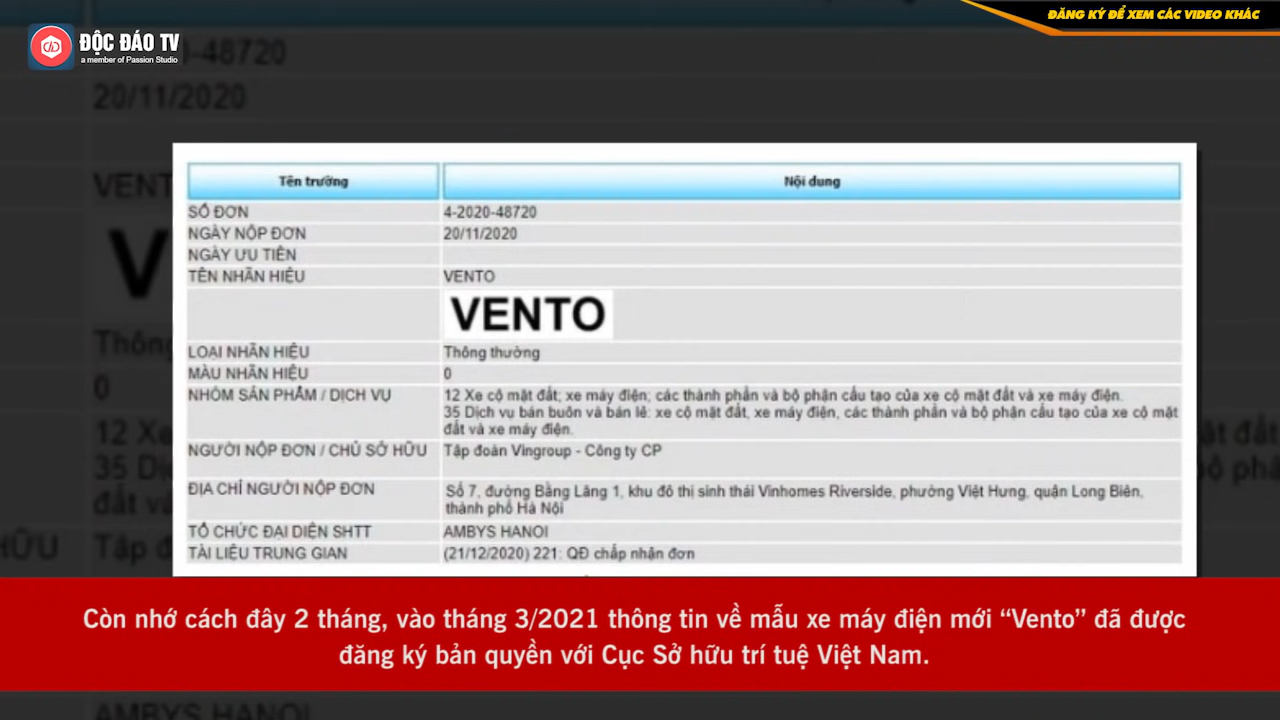 ĐĂNG KÝ ĐỂ XEM CÁC VIDEO KHÁC
ĐỘC ĐÁO TV
a member of Passion Studio
-48720
20/11/2020
VENT
V
Tên trường Nội dung
SỐ ĐƠN 4-2020-48720
NGÀY NỘP ĐƠN 20/11/2020
NGÀY ƯU TIÊN
TÊN NHÃN HIỆU VENTO
VENTO
LOẠI NHÃN HIỆU Thông thường
MÀU NHÃN HIỆU 0
NHÓM SẢN PHẨM / DỊCH VỤ 12 Xe cộ mặt đất; xe máy điện; các thành phần và bộ phận cấu tạo của xe cộ mặt đất và xe máy điện.
35 Dịch vụ bán buôn và bán lẻ: xe cộ mặt đất, xe máy điện, các thành phần và bộ phận cấu tạo của xe cộ mặt
đất và xe máy điện.
NGƯỜI NỘP ĐƠN / CHỦ SỞ HỮU Tập đoàn Vingroup - Công ty CP
ĐỊA CHỈ NGƯỜI NỘP ĐƠN Số 7, đường Bằng Lăng 1, khu đô thị sinh thái Vinhomes Riverside, phường Việt Hưng, quận Long Biên,
thành phố Hà Nội
TỔ CHỨC ĐẠI DIỆN SHTT AMBYS HANOI
TÀI LIỆU TRUNG GIAN (21/12/2020) 221: QĐ chấp nhận đơn
Còn nhớ cách đây 2 tháng, vào tháng 3/2021 thông tin về mẫu xe máy điện mới “Vento” đã được
đăng ký bản quyền với Cục Sở hữu trí tuệ Việt Nam.
AMBYS HANOI